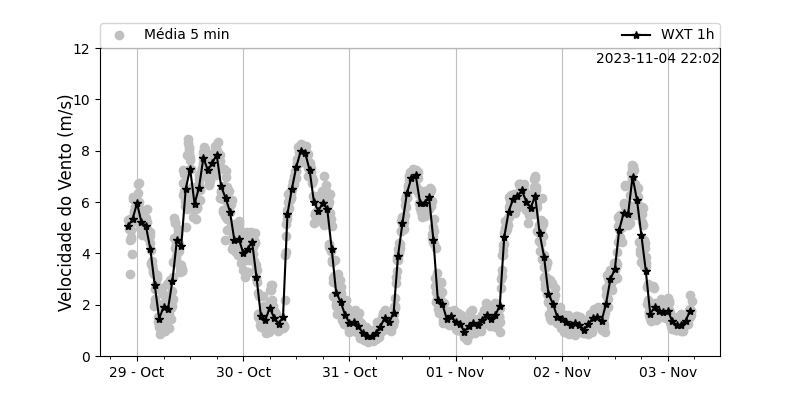 Média 5 min
WXT 1h
2023-11-04 22:02
Velocidade do Vento (m/s)
12
10
8
6
4
2
0
29 - Oct
30 - Oct
31 - Oct
01 - Nov
02 - Nov
03 - Nov